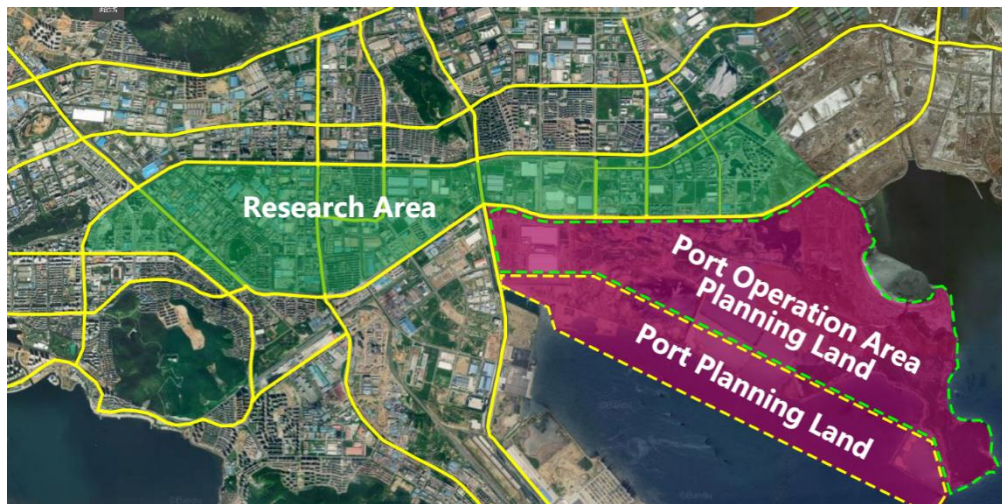 Research Area
Port Operation Area
Planning Land
Port Planning Land